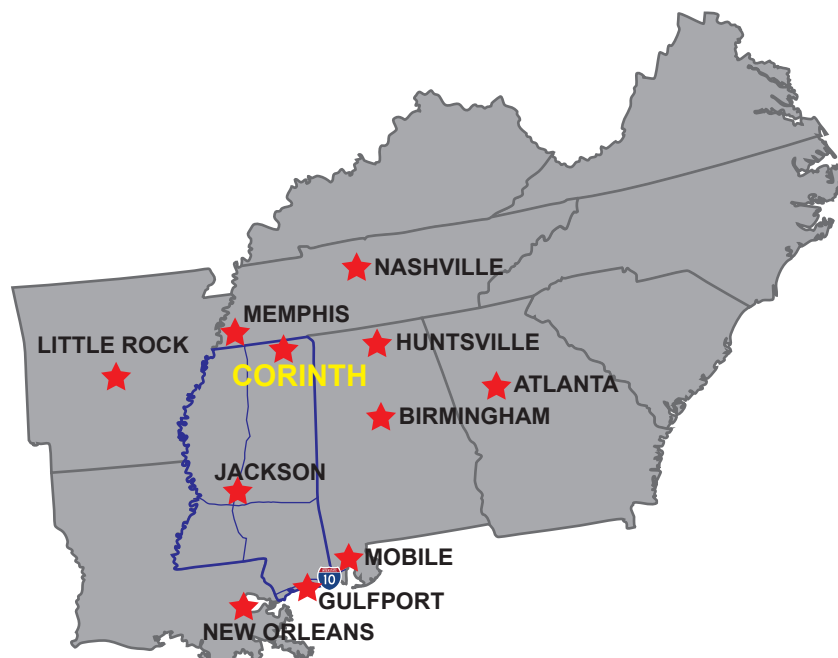 NASHVILLE
MEMPHIS
LITTLE ROCK
HUNTSVILLE
CORINTH
ATLANTA
BIRMINGHAM
JACKSON
MOBILE
10
GULFPORT
NEW ORLEANS